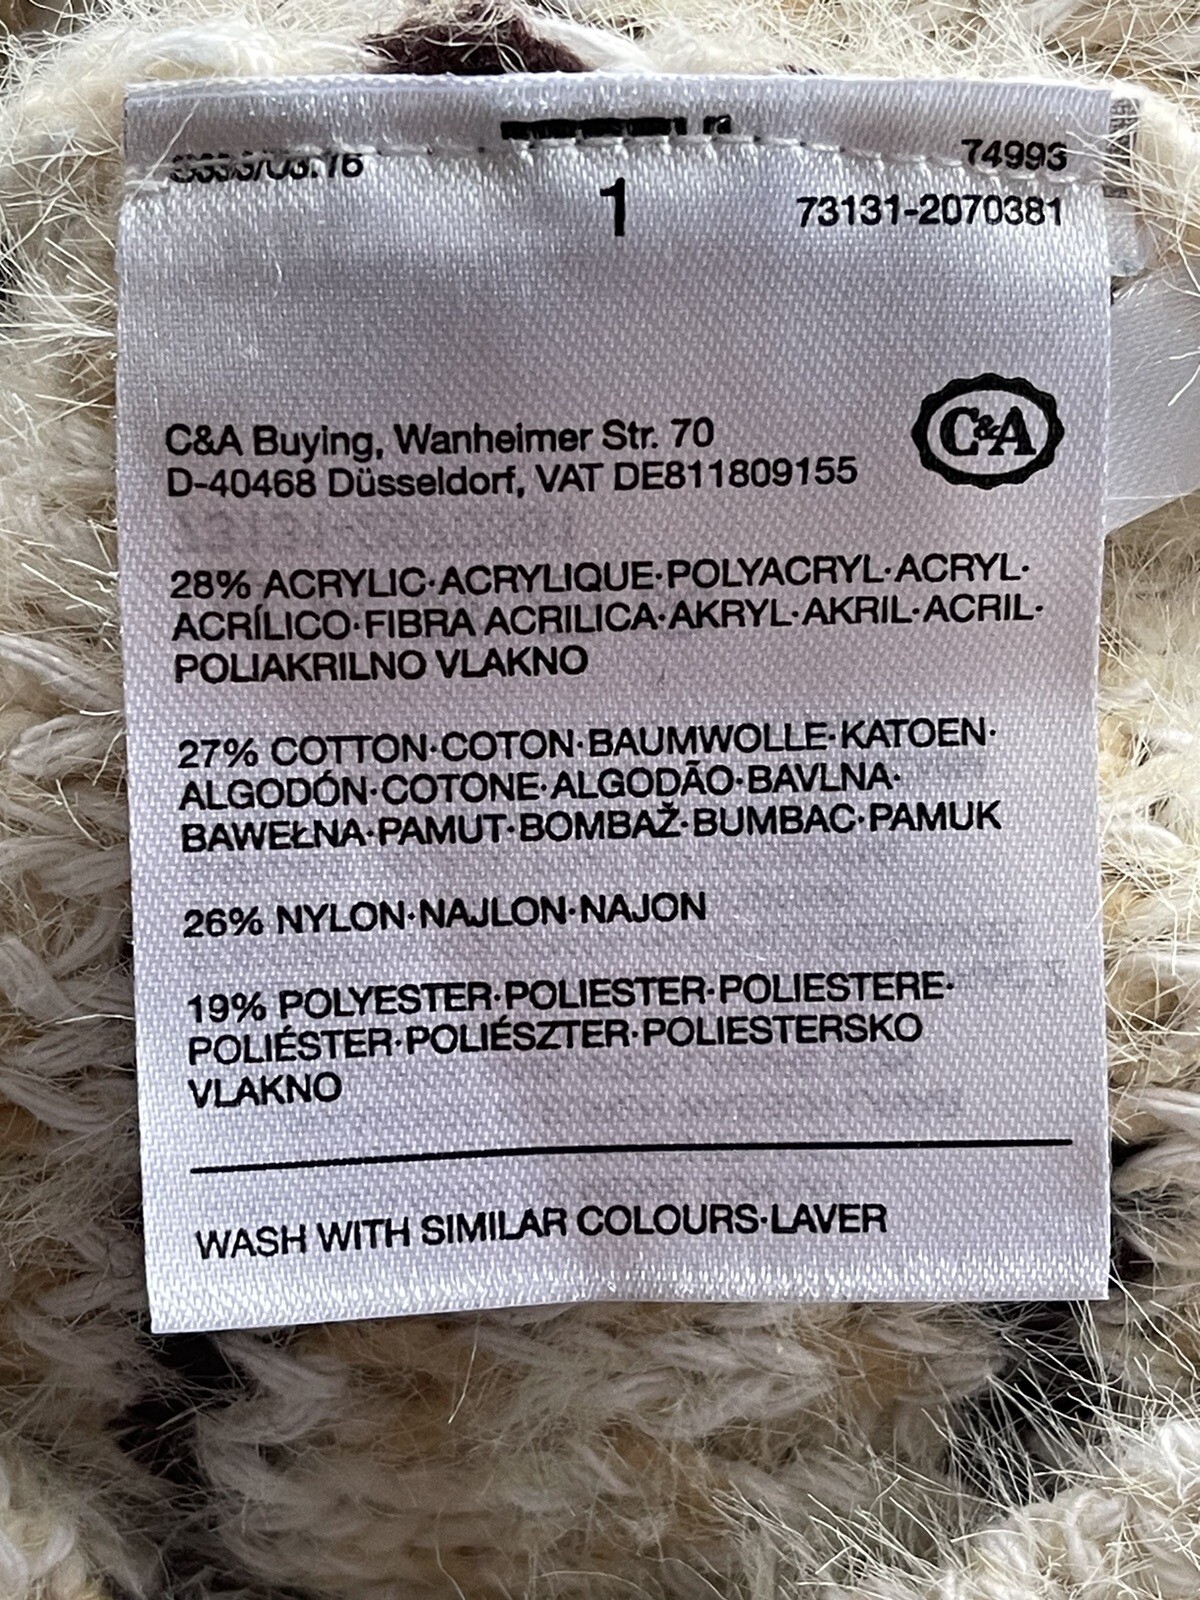 74993
1
73131-2070381
C&A
C&A Buying, Wanheimer Str. 70
D-40468 Düsseldorf, VAT DE811809155
28% ACRYLIC·ACRYLIQUE·POLYACRYL·ACRYL·
ACRÍLICO·FIBRA ACRILICA·AKRYL·AKRIL·ACRIL·
POLIAKRILNO VLAKNO
27% COTTON·COTON·BAUMWOLLE·KATOEN·
ALGODÓN·COTONE·ALGODÃO·BAVLNA·
BAWEŁNA·PAMUT·BOMBAŽ·BUMBAC·PAMUK
26% NYLON·NAJLON·NAJON
19% POLYESTER·POLIESTER·POLIESTERE·
POLIÉSTER·POLIÉSZTER·POLIESTERSKO
VLAKNO
WASH WITH SIMILAR COLOURS·LAVER